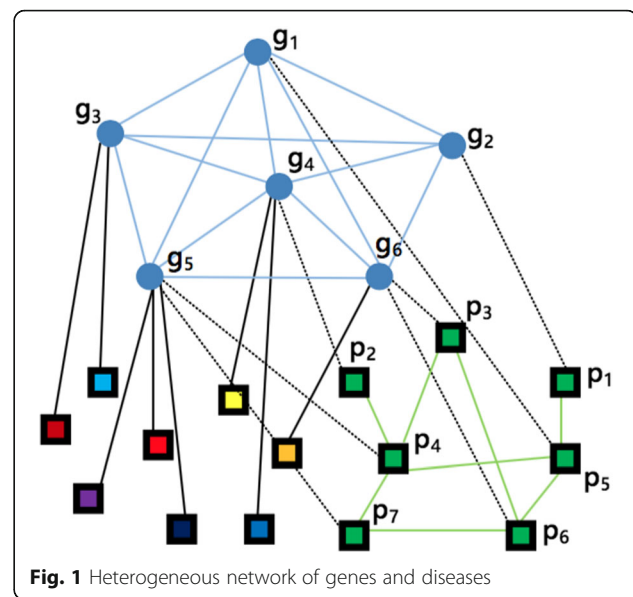 g1
g3
g2
g4
g5
g6
p3
p2
p1
p4
p5
p7
p6
Fig. 1 Heterogeneous network of genes and diseases